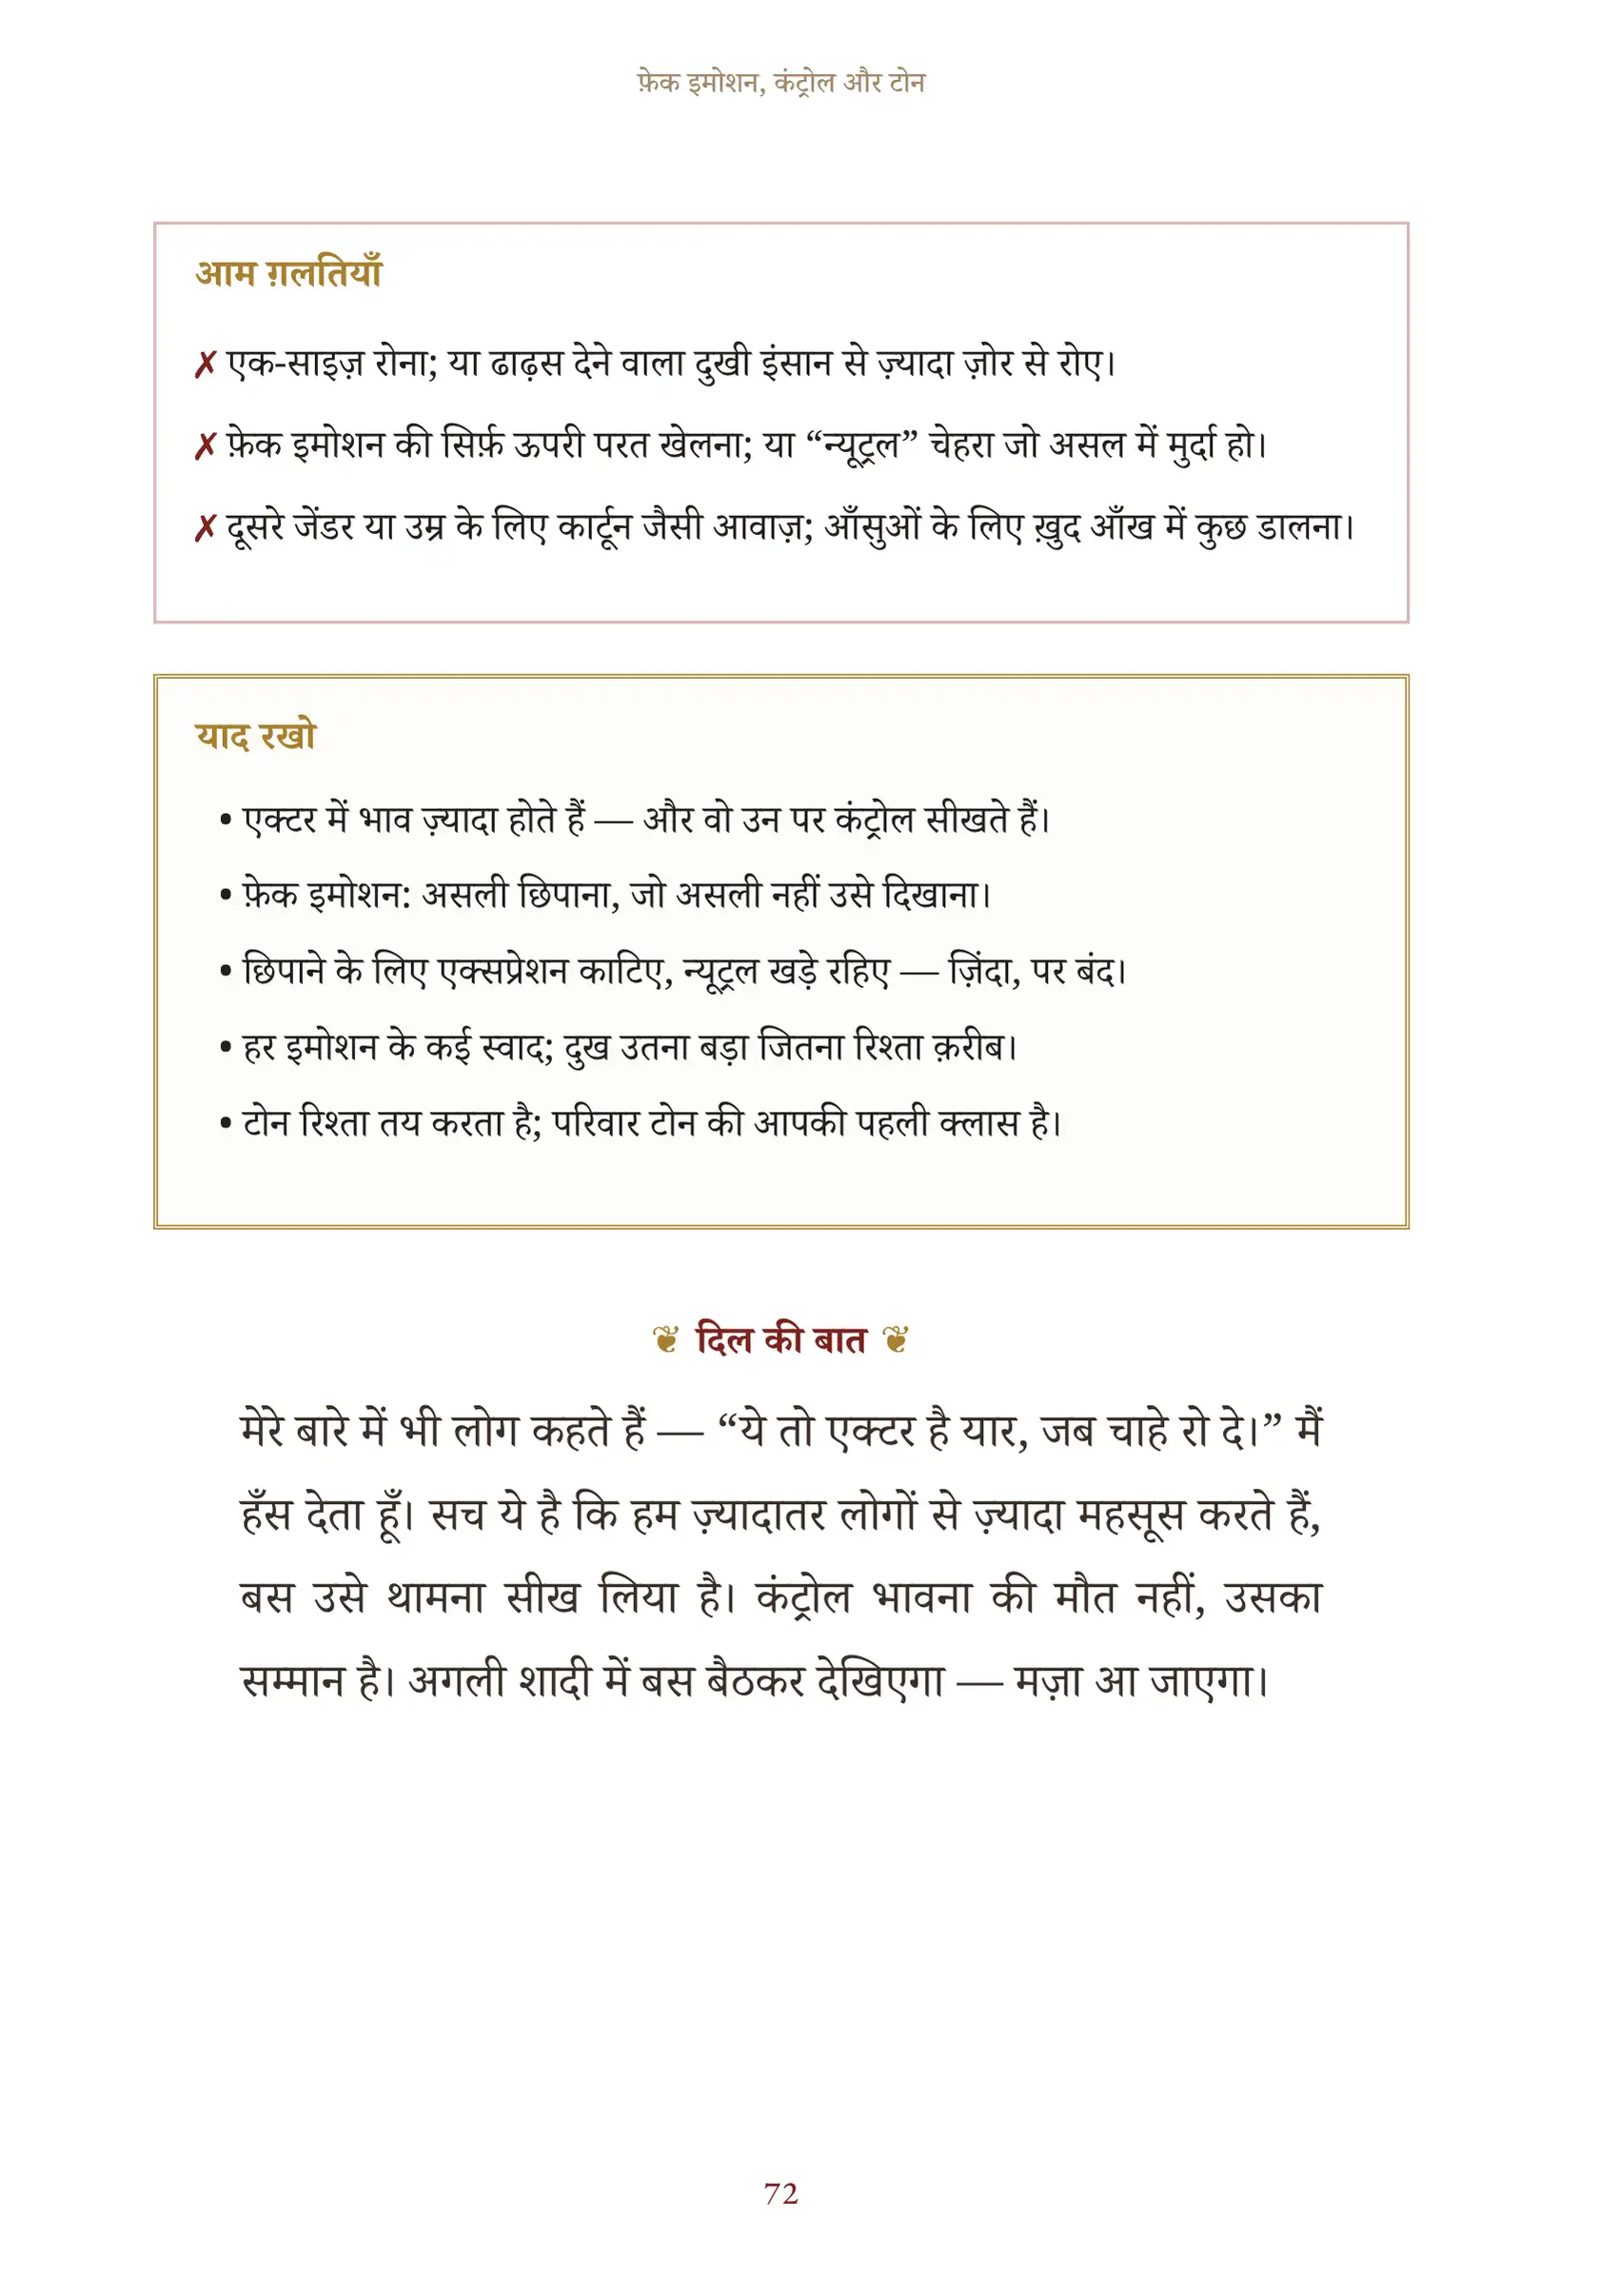 फ़ेक इमोशन, कंट्रोल और टोन
आम ग़लतियाँ
✗ एक-साइज़ रोना; या ढाढ़स देने वाला दुखी इंसान से ज़्यादा ज़ोर से रोए।
✗ फ़ेक इमोशन की सिर्फ़ ऊपरी परत खेलना; या “न्यूट्रल” चेहरा जो असल में मुर्दा हो।
✗ दूसरे जेंडर या उम्र के लिए कार्टून जैसी आवाज़; आँसुओं के लिए ख़ुद आँख में कुछ डालना।
याद रखो
• एक्टर में भाव ज़्यादा होते हैं — और वो उन पर कंट्रोल सीखते हैं।
• फ़ेक इमोशन: असली छिपाना, जो असली नहीं उसे दिखाना।
• छिपाने के लिए एक्सप्रेशन काटिए, न्यूट्रल खड़े रहिए — ज़िंदा, पर बंद।
• हर इमोशन के कई स्वाद; दुख उतना बड़ा जितना रिश्ता क़रीब।
• टोन रिश्ता तय करता है; परिवार टोन की आपकी पहली क्लास है।
❦ दिल की बात ❦
मेरे बारे में भी लोग कहते हैं — “ये तो एक्टर है यार, जब चाहे रो दे।” मैं
हँस देता हूँ। सच ये है कि हम ज़्यादातर लोगों से ज़्यादा महसूस करते हैं,
बस उसे थामना सीख लिया है। कंट्रोल भावना की मौत नहीं, उसका
सम्मान है। अगली शादी में बस बैठकर देखिएगा — मज़ा आ जाएगा।
72